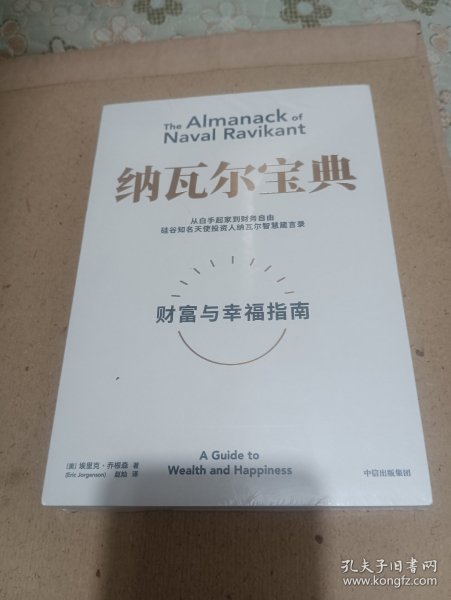 The Almanack of
Naval Ravikant
纳瓦尔宝典
从白手起家到财务自由
硅谷知名天使投资人纳瓦尔智慧箴言录
财富与幸福指南
[美] 埃里克·乔根森 著
(Eric Jorgenson) 赵灿 译
A Guide to
Wealth and Happiness
中信出版集团
孔夫子旧书网
www.kongfz.com